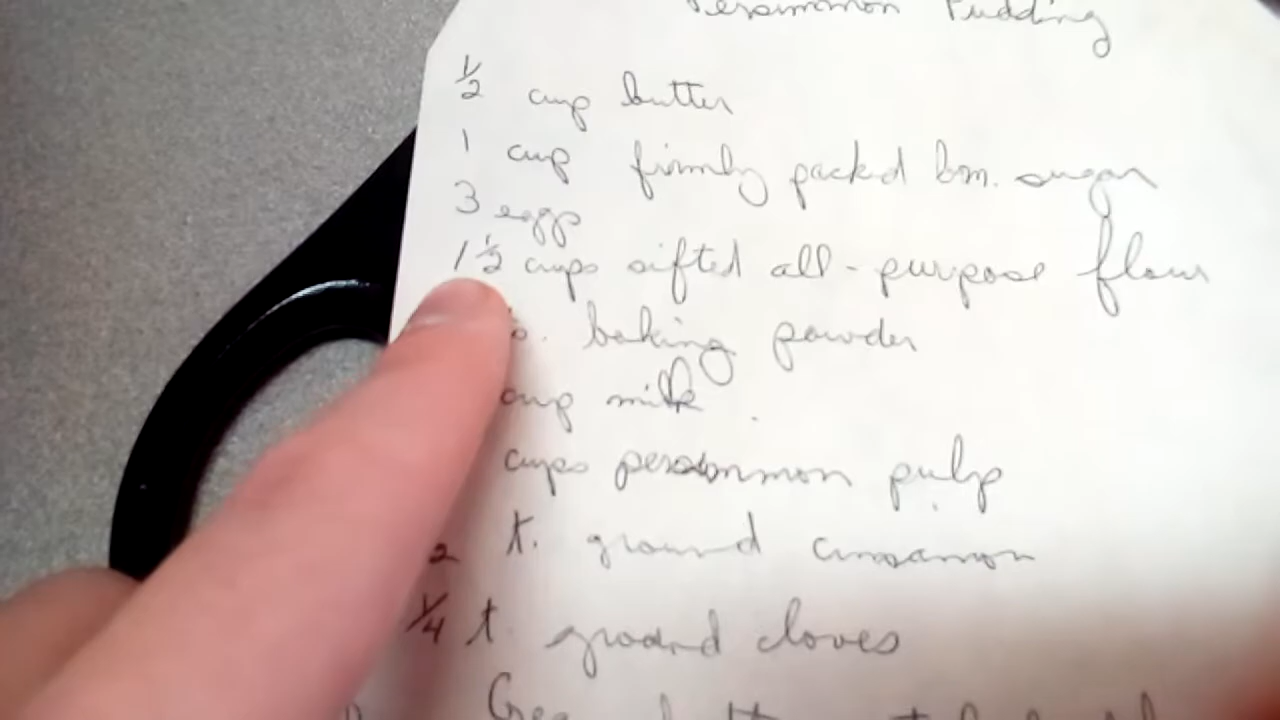 Persimmon Pudding
1/2 cup butter
1 cup firmly packed brn. sugar
3 eggs
1 1/2 cups sifted all-purpose flour
baking powder
cup milk
cups persimmon pulp
2 t. ground cinnamon
1/4 t. ground cloves